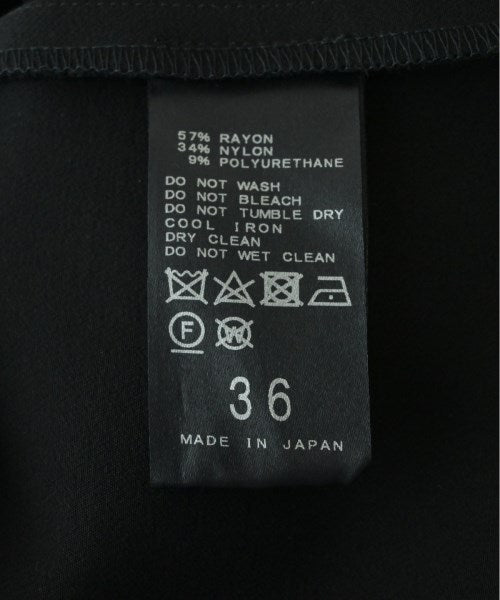 57% RAYON
34% NYLON
9% POLYURETHANE
DO NOT WASH
DO NOT BLEACH
DO NOT TUMBLE DRY
COOL IRON
DRY CLEAN
DO NOT WET CLEAN
F W
36
MADE IN JAPAN